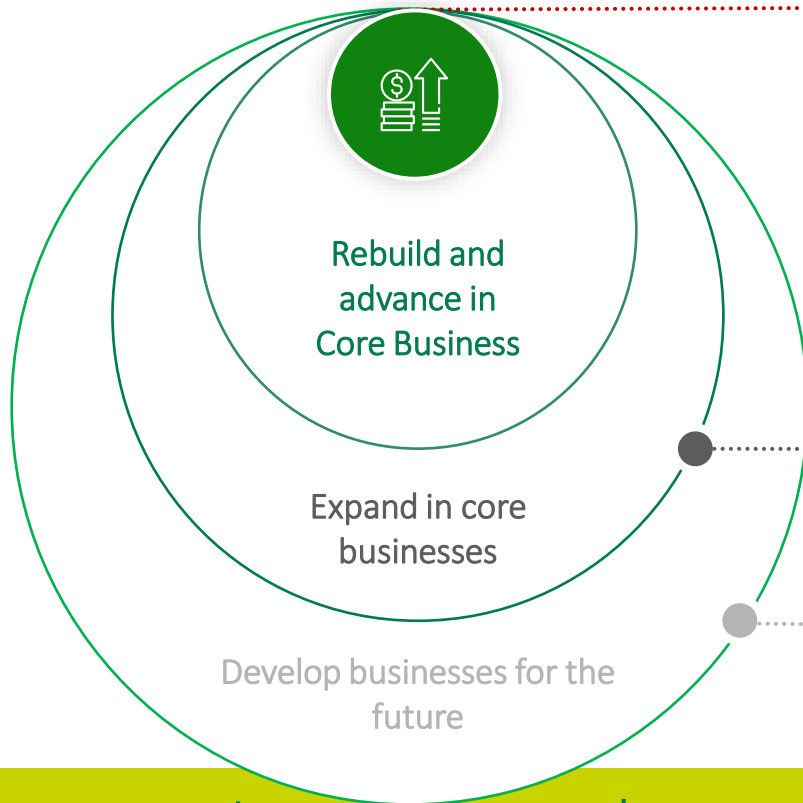 $
Rebuild and
advance in
Core Business
Expand in core
businesses
Develop businesses for the
future